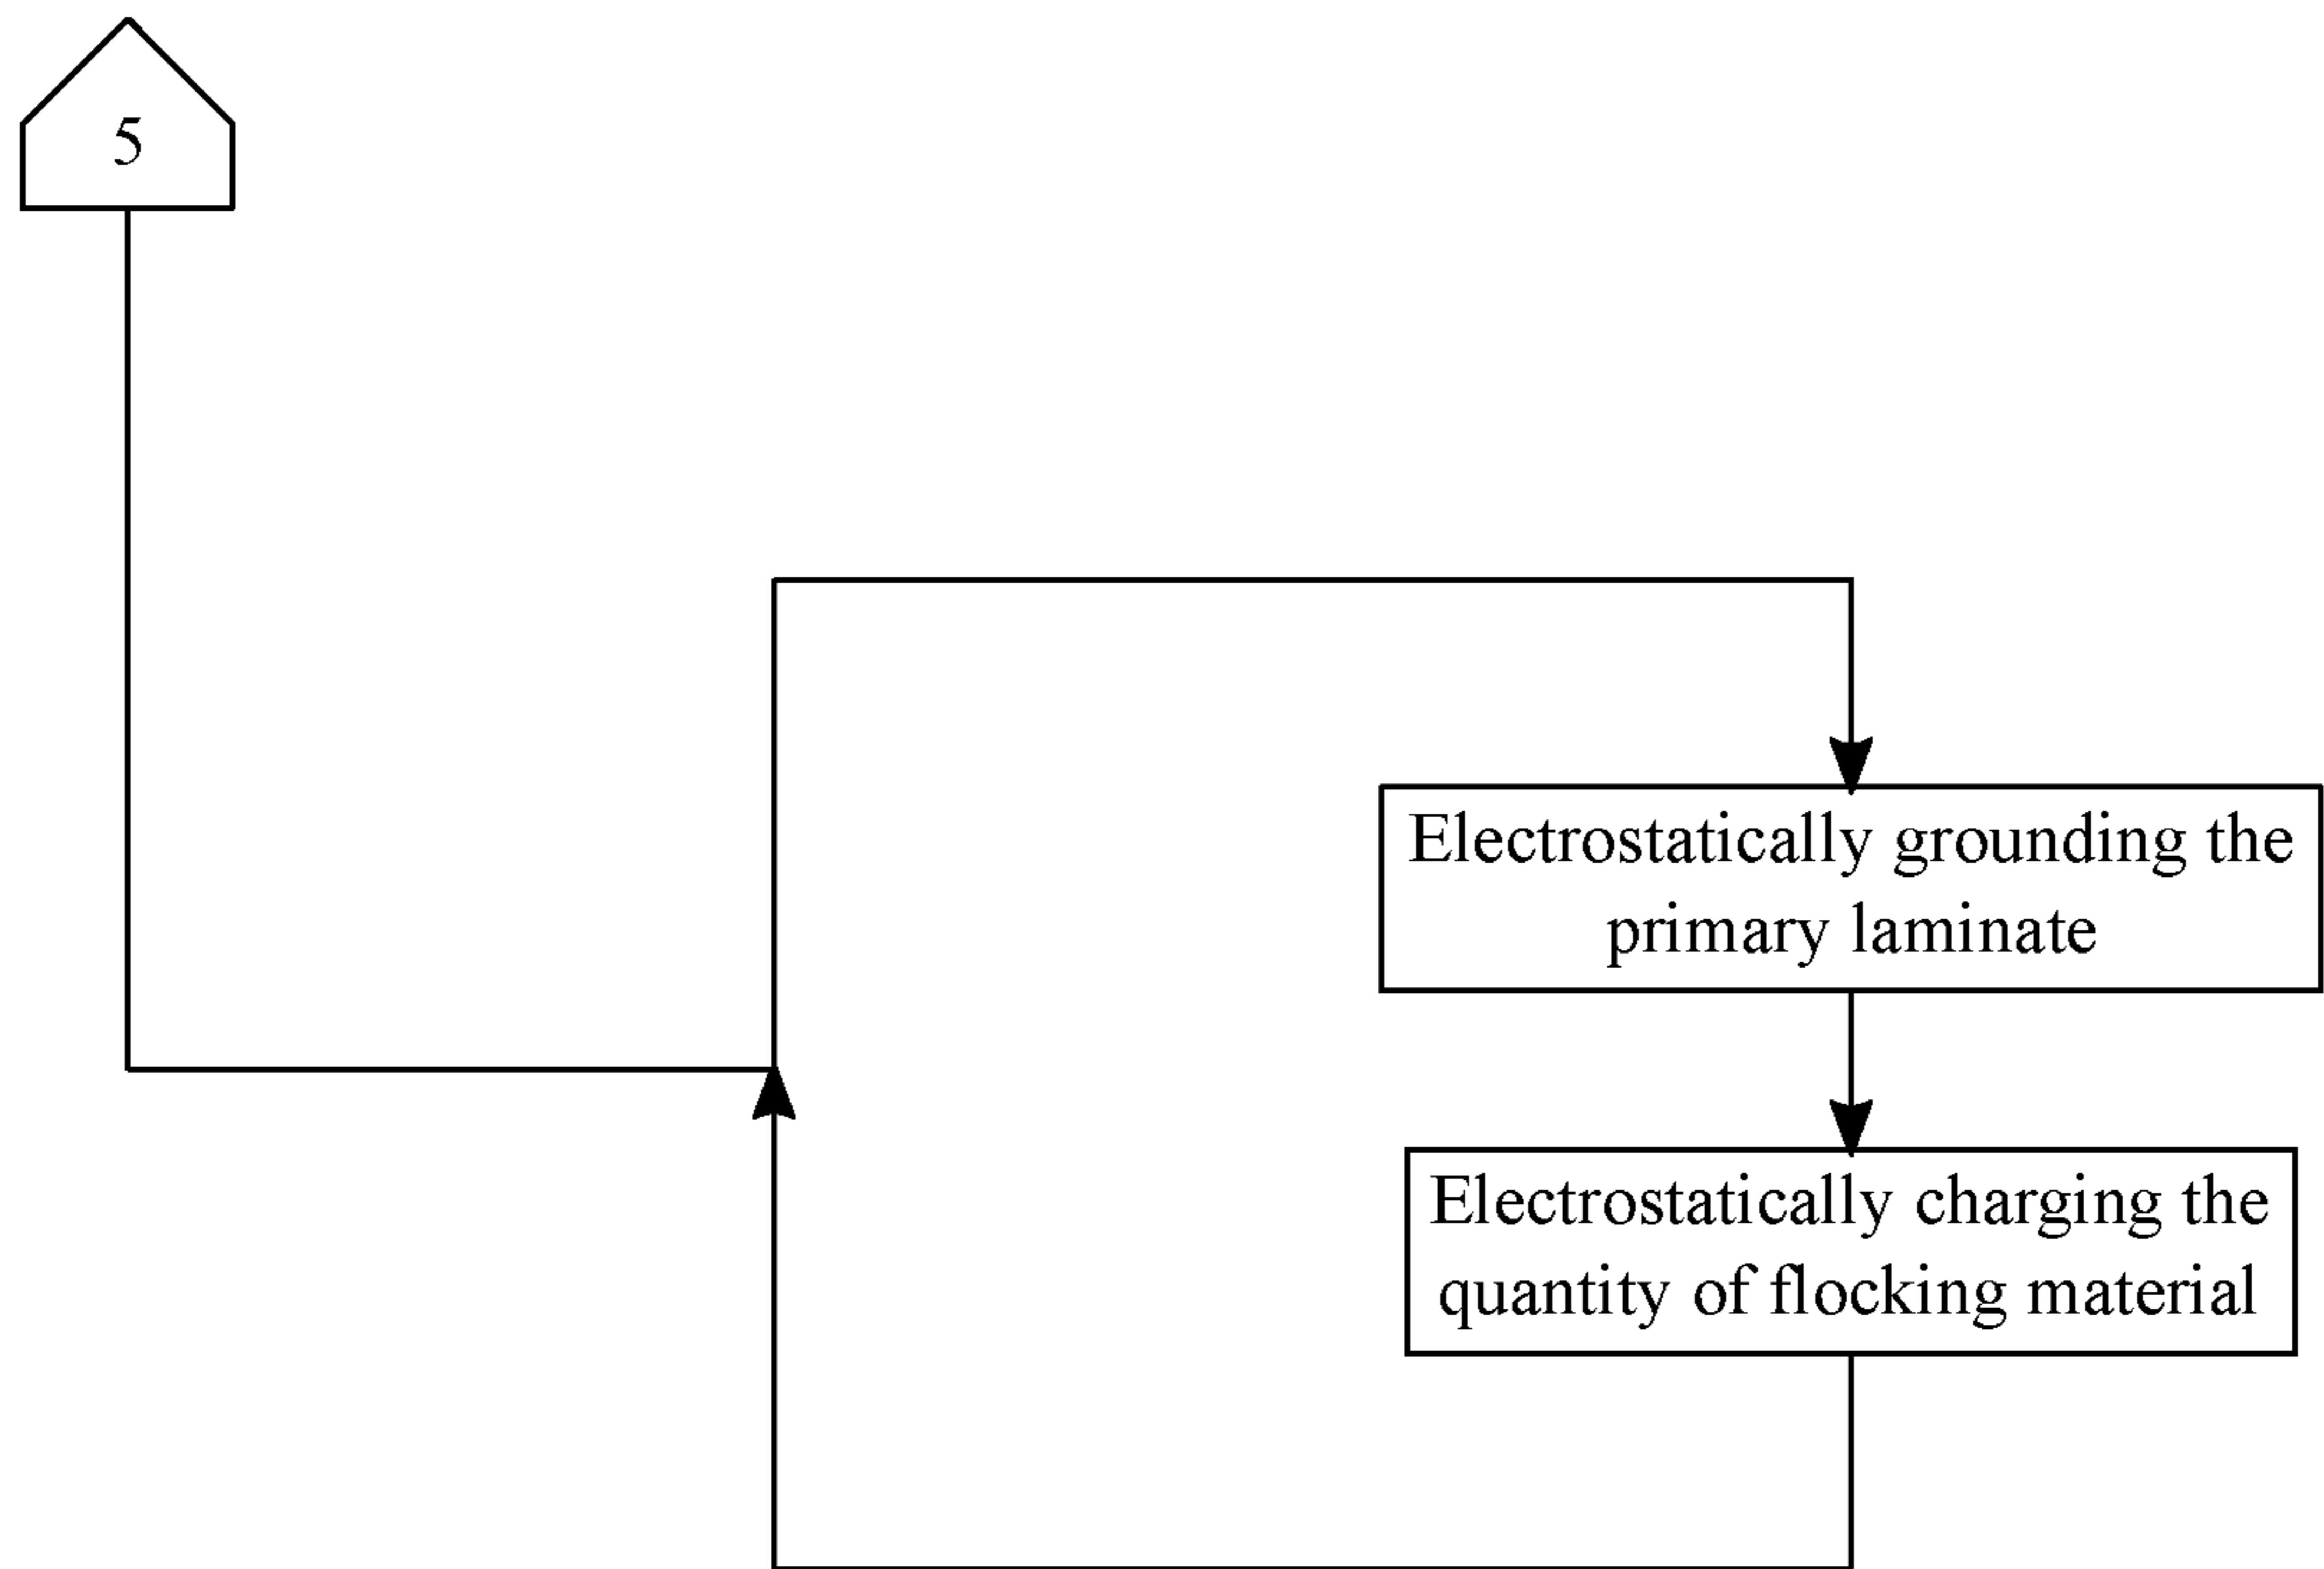 5
Electrostatically grounding the
primary laminate
Electrostatically charging the
quantity of flocking material